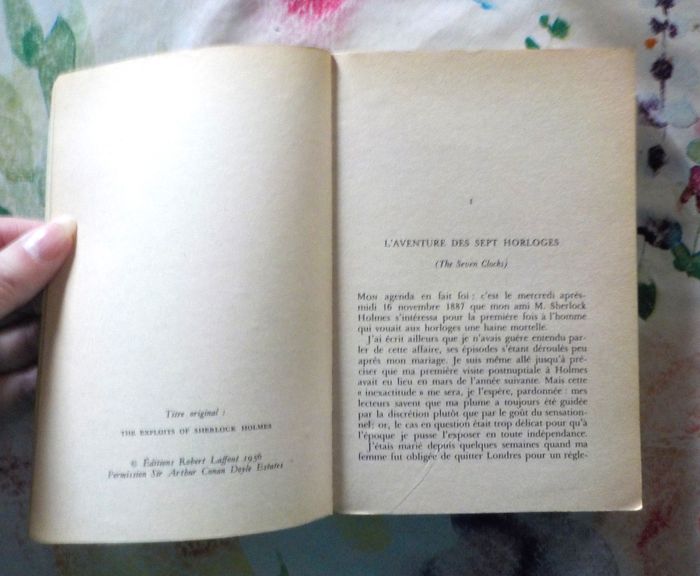 Titre original :
THE EXPLOITS OF SHERLOCK HOLMES
© Éditions Robert Laffont 1956
Permission Sir Arthur Conan Doyle Estates
I
L'AVENTURE DES SEPT HORLOGES
(The Seven Clocks)
Mon agenda en fait foi : c'est le mercredi après-
midi 16 novembre 1887 que mon ami M. Sherlock
Holmes s'intéressa pour la première fois à l'homme
qui vouait aux horloges une haine mortelle.
J'ai écrit ailleurs que je n'avais guère entendu par-
ler de cette affaire, ses épisodes s'étant déroulés peu
après mon mariage. Je suis même allé jusqu'à pré-
ciser que ma première visite postnuptiale à Holmes
avait eu lieu en mars de l'année suivante. Mais cette
« inexactitude » me sera, je l'espère, pardonnée : mes
lecteurs savent que ma plume a toujours été guidée
par la discrétion plutôt que par le goût du sensation-
nel; or, le cas en question était trop délicat pour qu'à
l'époque je pusse l'exposer en toute indépendance.
J'étais marié depuis quelques semaines quand ma
femme fut obligée de quitter Londres pour un règle-